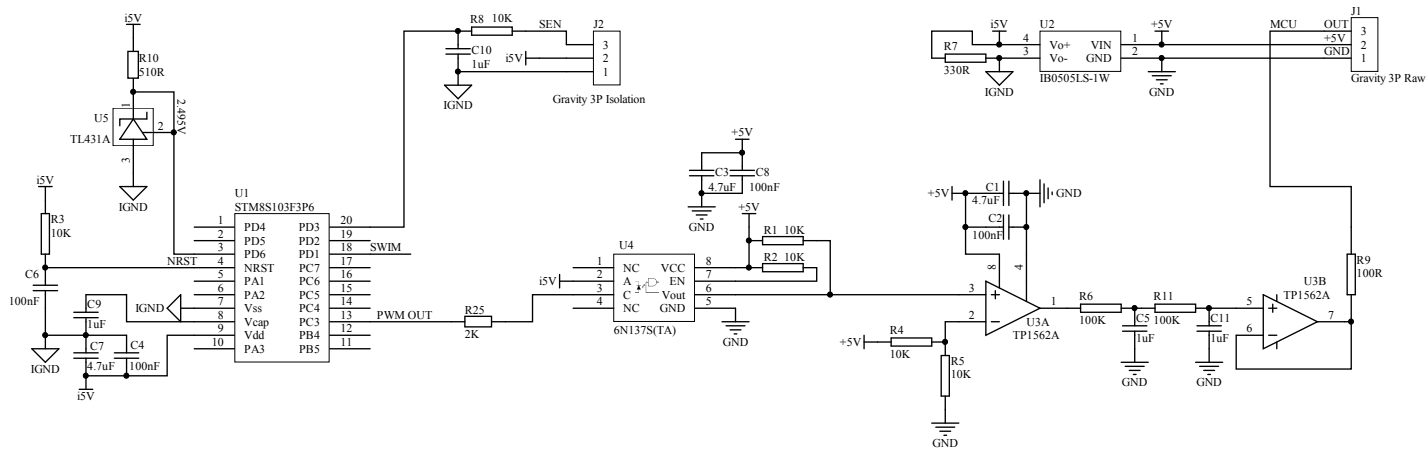 i5V
R10
510R
2.495V
U5
TL431A
1
2
3
IGND
R8 10K SEN
C10
1uF
IGND
i5V
J2
3
2
1
Gravity 3P Isolation
i5V
R7
330R
IGND
U2
4 Vo+ VIN 1
3 Vo- GND 2
IB0505LS-1W
+5V
GND
J1
MCU OUT 3
+5V 2
GND 1
Gravity 3P Raw
i5V
R3
10K
C6
100nF
NRST
IGND
C9
1uF
C7
4.7uF
C4
100nF
i5V
IGND
U1
STM8S103F3P6
1 PD4 PD3 20
2 PD5 PD2 19
3 PD6 PD1 18 SWIM
4 NRST PC7 17
5 PA1 PC6 16
6 PA2 PC5 15
7 Vss PC4 14
8 Vcap PC3 13 PWM OUT
9 Vdd PB4 12
10 PA3 PB5 11
R25
2K
i5V
U4
1 NC VCC 8
2 A EN 7
3 C Vout 6
4 NC GND 5
6N137S(TA)
GND
+5V
C3
4.7uF
C8
100nF
GND
+5V
R1 10K
R2 10K
+5V
C1
4.7uF
GND
C2
100nF
8
4
3
2
1
U3A
TP1562A
+5V
R4
10K
R5
10K
GND
R6
100K
C5
1uF
GND
R11
100K
C11
1uF
GND
5
6
7
U3B
TP1562A
R9
100R